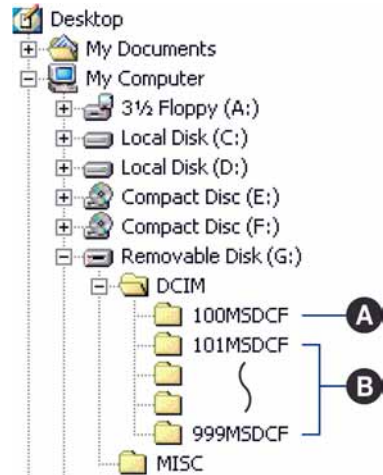 Desktop
My Documents
My Computer
3½ Floppy (A:)
Local Disk (C:)
Local Disk (D:)
Compact Disc (E:)
Compact Disc (F:)
Removable Disk (G:)
DCIM
100MSDCF A
101MSDCF
B
999MSDCF
MISC